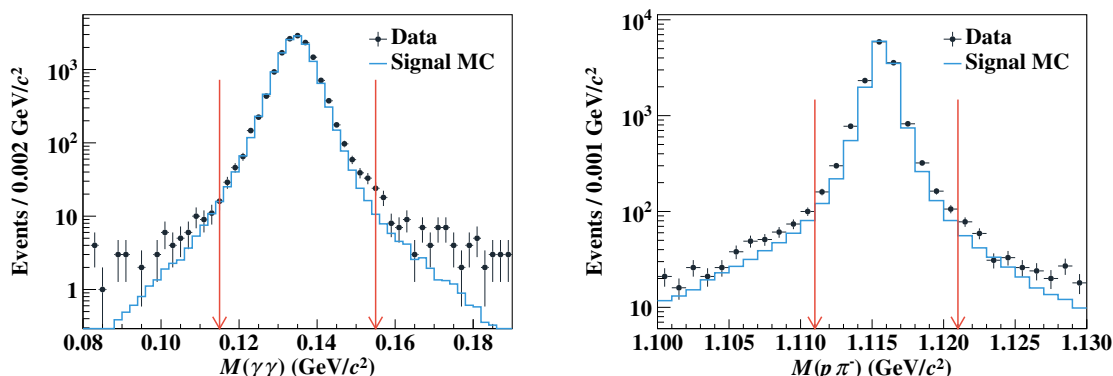 Events / 0.002 GeV/c²
10³
10²
10
1
Data
Signal MC
0.08 0.10 0.12 0.14 0.16 0.18
M(γγ) (GeV/c²)
Events / 0.001 GeV/c²
10⁴
10³
10²
10
Data
Signal MC
1.100 1.105 1.110 1.115 1.120 1.125 1.130
M(pπ⁻) (GeV/c²)